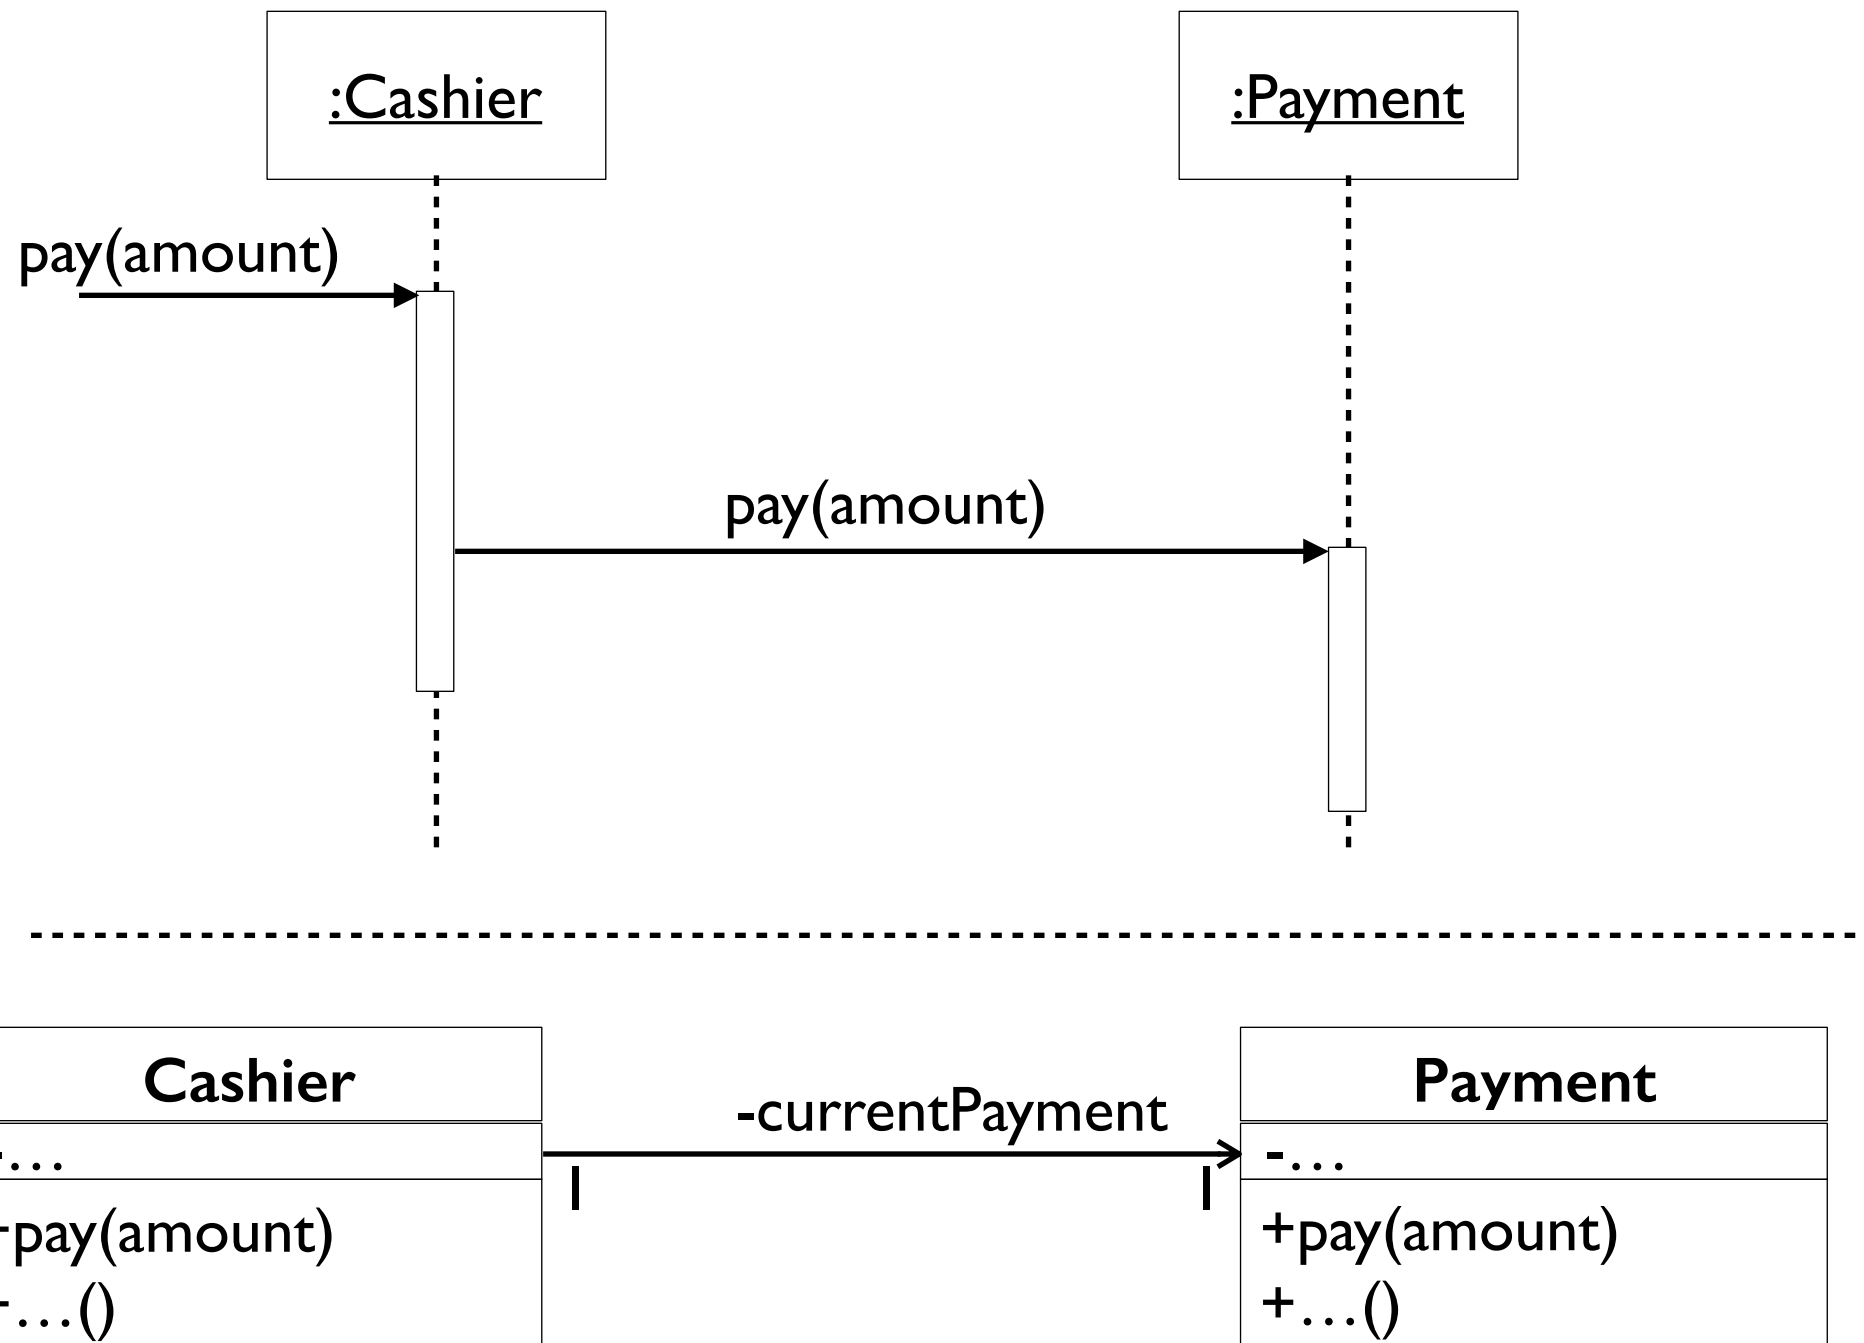 :Cashier
:Payment
pay(amount)
pay(amount)
Cashier
Payment
-currentPayment
-…
-…
1
1
+pay(amount)
+pay(amount)
+…()
+…()